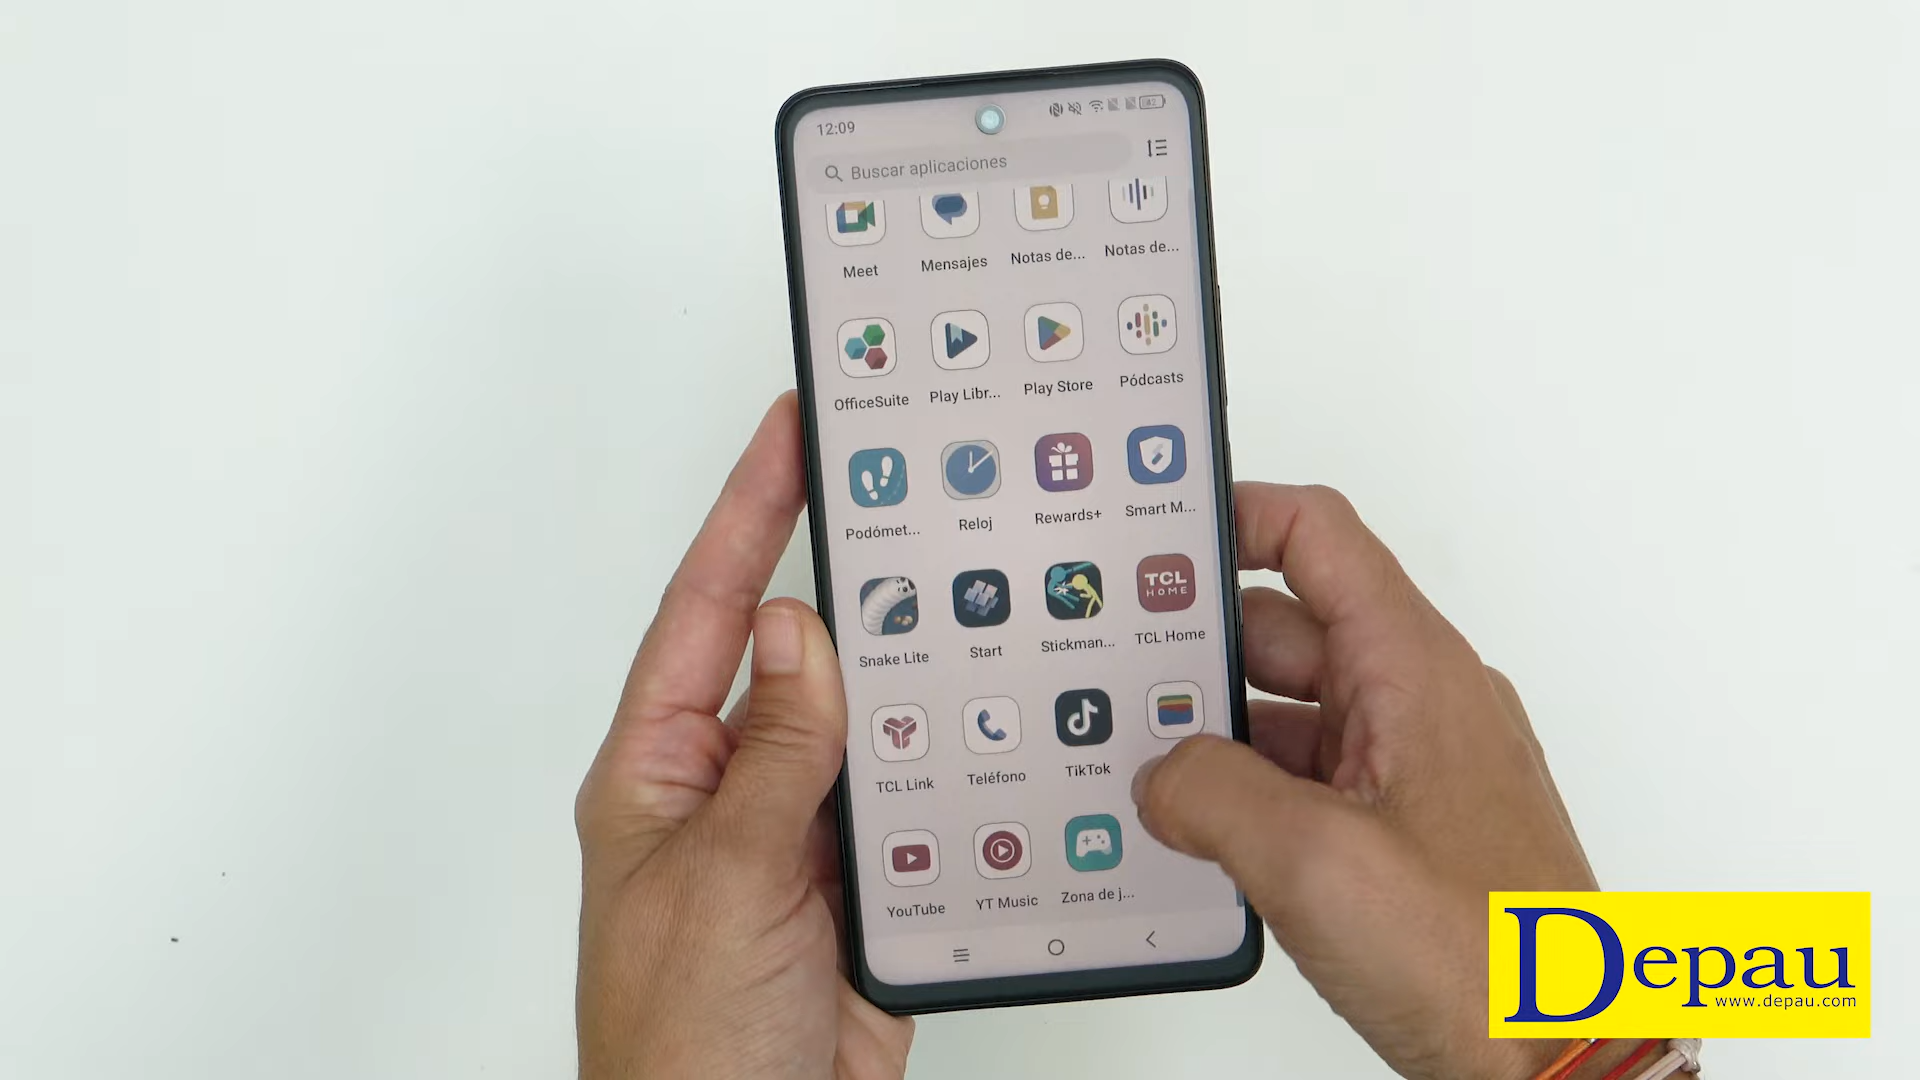 12:09
82
Buscar aplicaciones
Meet
Mensajes
Notas de...
Notas de...
OfficeSuite
Play Libr...
Play Store
Pódcasts
Podómet...
Reloj
Rewards+
Smart M...
TCL
HOME
Snake Lite
Start
Stickman...
TCL Home
TCL Link
Teléfono
TikTok
YouTube
YT Music
Zona de j...
Depau
www.depau.com